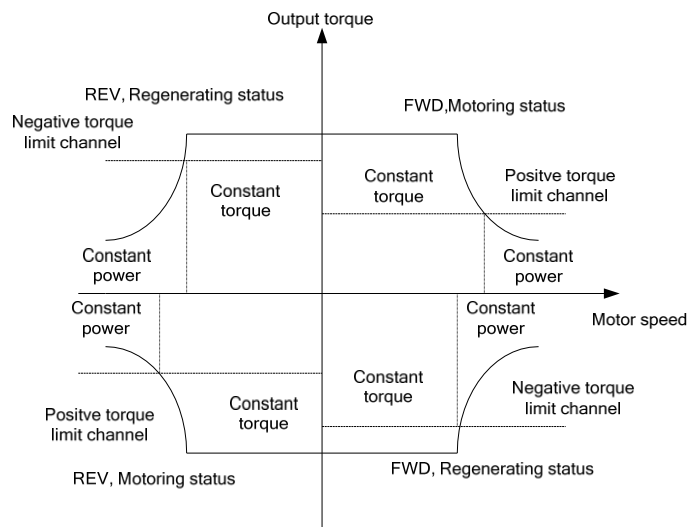 Output torque
REV, Regenerating status
FWD,Motoring status
Negative torque
limit channel
Positve torque
limit channel
Constant
torque
Constant
torque
Constant
power
Constant
power
Constant
power
Constant
power
Motor speed
Constant
torque
Constant
torque
Negative torque
limit channel
Positve torque
limit channel
REV, Motoring status
FWD, Regenerating status